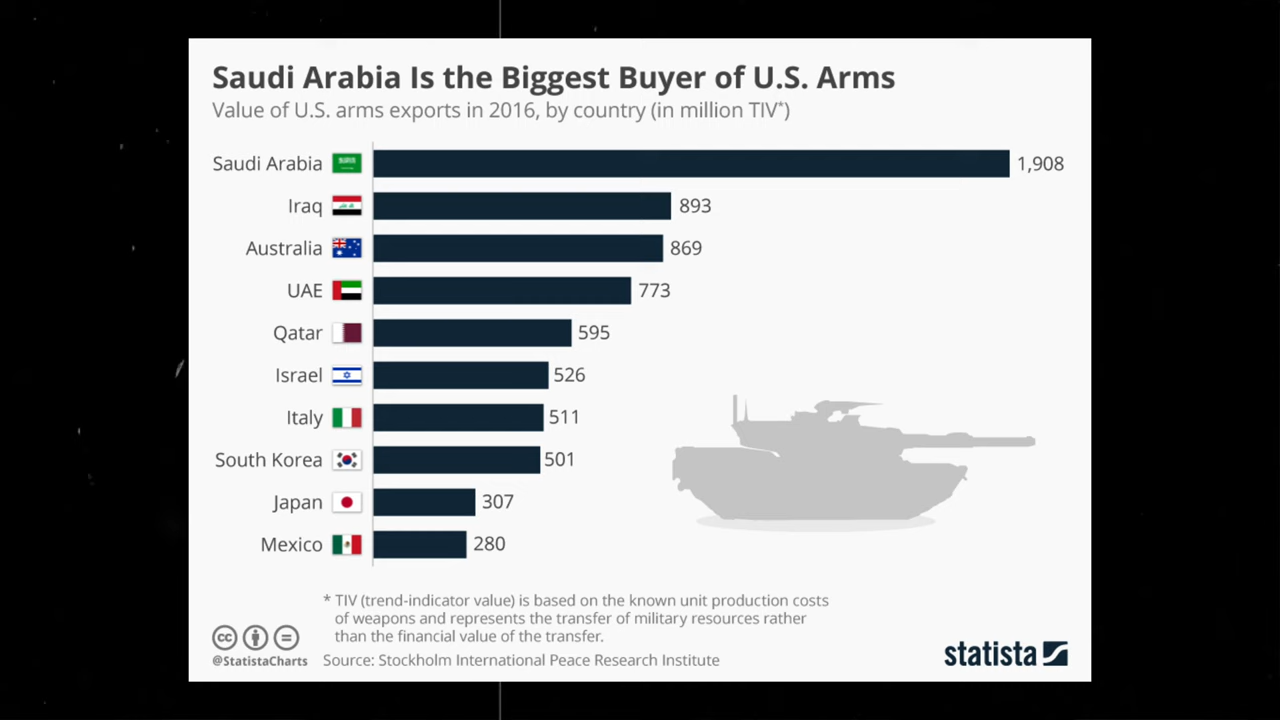 Saudi Arabia Is the Biggest Buyer of U.S. Arms
Value of U.S. arms exports in 2016, by country (in million TIV*)
Saudi Arabia 1,908
Iraq 893
Australia 869
UAE 773
Qatar 595
Israel 526
Italy 511
South Korea 501
Japan 307
Mexico 280
* TIV (trend-indicator value) is based on the known unit production costs
of weapons and represents the transfer of military resources rather
than the financial value of the transfer.
cc
@StatistaCharts Source: Stockholm International Peace Research Institute
statista